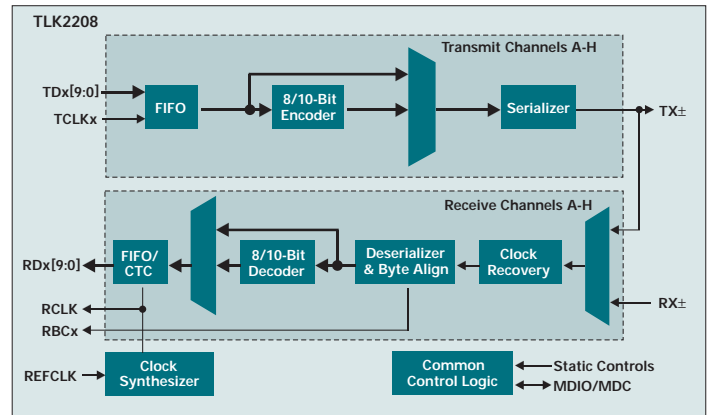 TLK2208
Transmit Channels A-H
TDx[9:0]
TCLKx
FIFO
8/10-Bit
Encoder
Serializer
TX±
Receive Channels A-H
RDx[9:0]
FIFO/
CTC
8/10-Bit
Decoder
Deserializer
& Byte Align
Clock
Recovery
RX±
RCLK
RBCx
REFCLK
Clock
Synthesizer
Common
Control Logic
Static Controls
MDIO/MDC